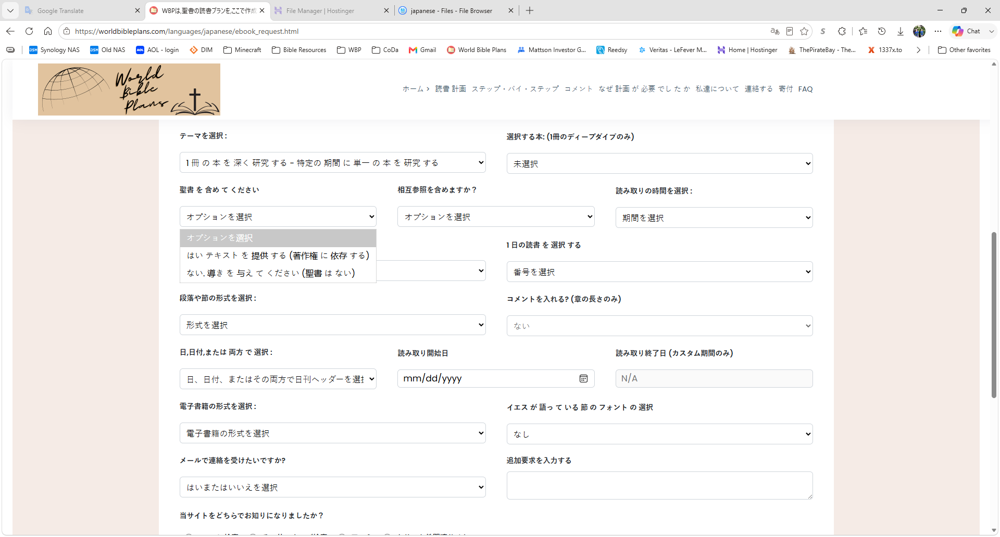 Google Translate
WBPは,聖書の読書プランを,ここで作成
File Manager | Hostinger
japanese - Files - File Browser
https://worldbibleplans.com/languages/japanese/ebook_request.html
Chat
Synology NAS
Old NAS
AOL - login
DIM
Minecraft
Bible Resources
WBP
CoDa
Gmail
World Bible Plans
Mattson Investor G...
Reedsy
Veritas - LeFever M...
Home | Hostinger
ThePirateBay - The...
1337x.to
Other favorites
World
Bible
Plans
ホーム > 読書 計画 ステップ・バイ・ステップ コメント なぜ 計画 が 必要 でし た か 私達について 連絡する 寄付 FAQ
テーマを選択 :
選択する本: (1冊のディープダイブのみ)
1 冊 の 本 を 深く 研究 する - 特定の 期間 に 単一 の 本 を 研究 する
未選択
聖書 を 含め て ください
相互参照を含めますか？
読み取りの時間を選択 :
オプションを選択
オプションを選択
期間を選択
オプションを選択
はい テキスト を 提供 する (著作権 に 依存 する)
ない. 導き を 与え て ください (聖書 は ない)
1 日の読書 を 選択 する
番号を選択
段落や節の形式を選択 :
コメントを入れる? (章の長さのみ)
形式を選択
ない
日,日付,または 両方 で 選択 :
読み取り開始日
読み取り終了日 (カスタム期間のみ)
日、日付、またはその両方で日刊ヘッダーを選
mm/dd/yyyy
N/A
電子書籍の形式を選択 :
イエス が 語っ て いる 節 の フォント の 選択
電子書籍の形式を選択
なし
メールで連絡を受けたいですか?
追加要求を入力する
はいまたはいいえを選択
当サイトをどちらでお知りになりましたか？